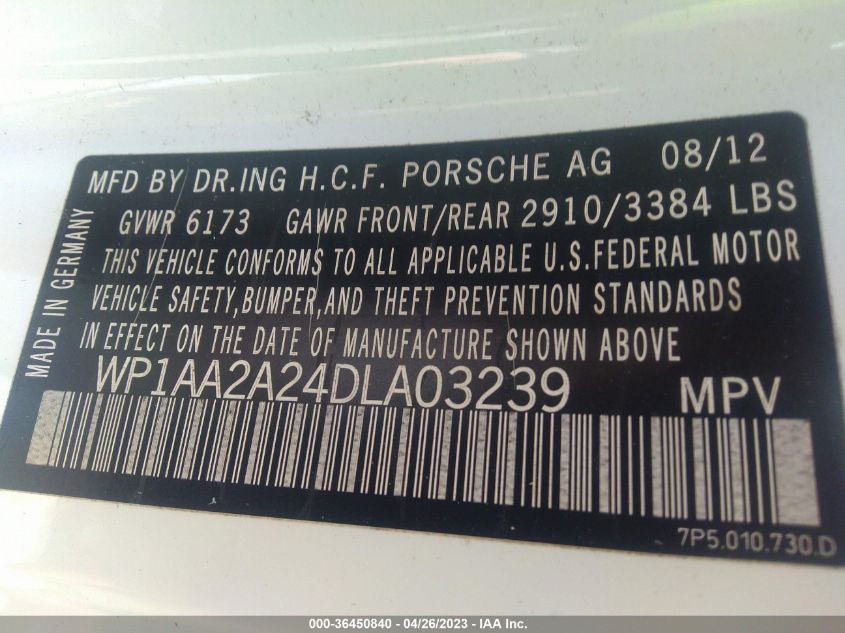 MFD BY DR.ING H.C.F. PORSCHE AG 08/12
GVWR 6173 GAWR FRONT/REAR 2910/3384 LBS
THIS VEHICLE CONFORMS TO ALL APPLICABLE U.S.FEDERAL MOTOR
VEHICLE SAFETY,BUMPER,AND THEFT PREVENTION STANDARDS
IN EFFECT ON THE DATE OF MANUFACTURE SHOWN ABOVE
MADE IN GERMANY
WP1AA2A24DLA03239 MPV
7P5.010.730.D
000-36450840 - 04/26/2023 - IAA Inc.